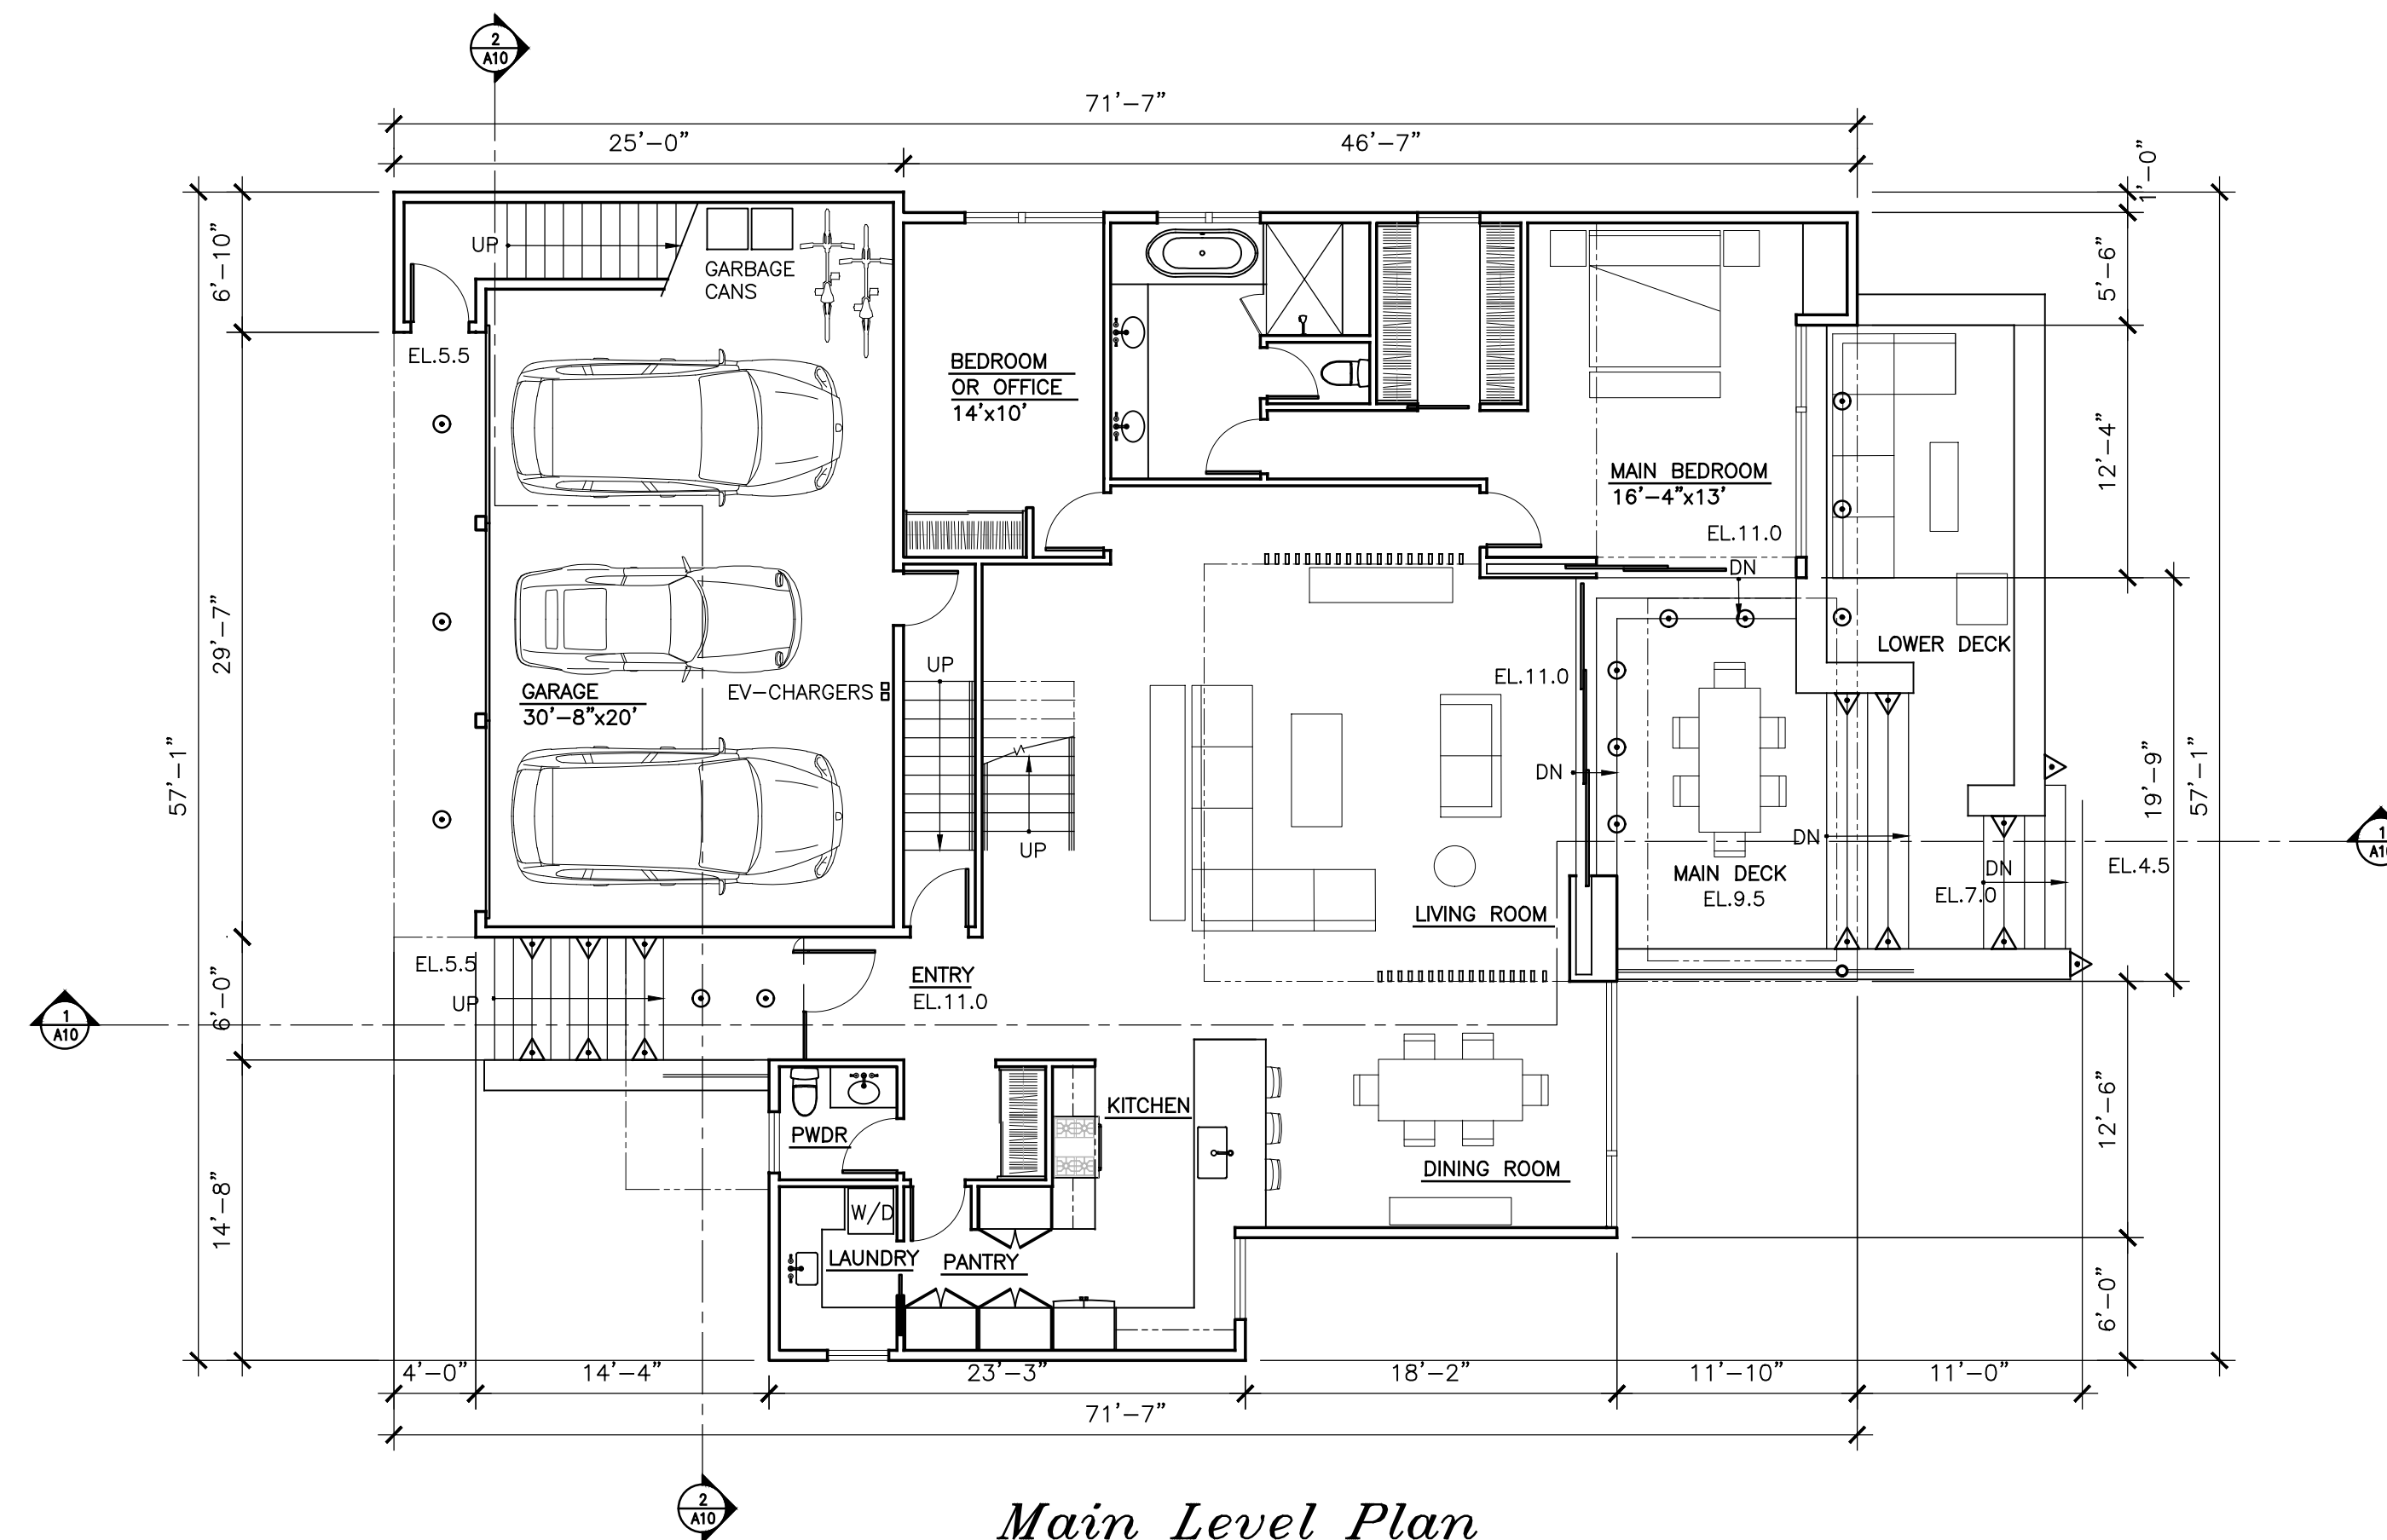 2
A10
71'-7"
25'-0"
46'-7"
1'-0"
6'-10"
5'-6"
UP
GARBAGE
CANS
EL.5.5
BEDROOM
OR OFFICE
14'x10'
12'-4"
MAIN BEDROOM
16'-4"x13'
EL.11.0
DN
29'-7"
LOWER DECK
UP
EL.11.0
GARAGE
30'-8"x20'
EV-CHARGERS
57'-1"
19'-9"
57'-1"
DN
UP
DN
1
A10
MAIN DECK
EL.9.5
DN
EL.7.0
EL.4.5
LIVING ROOM
EL.5.5
UP
ENTRY
EL.11.0
6'-0"
1
A10
KITCHEN
PWDR
12'-6"
DINING ROOM
14'-8"
W/D
LAUNDRY
PANTRY
6'-0"
4'-0"
14'-4"
23'-3"
18'-2"
11'-10"
11'-0"
71'-7"
2
A10
Main Level Plan